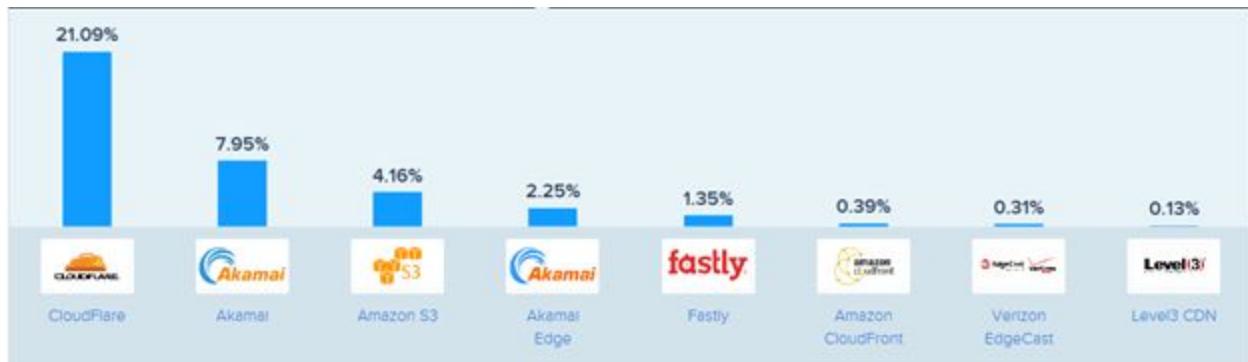 21.09%
7.95%
4.16%
2.25%
1.35%
0.39%
0.31%
0.13%
CLOUDFLARE
Akamai
S3
Akamai
fastly
amazon
cloudfront
EdgeCast
verizon
Level(3)
CloudFlare
Akamai
Amazon S3
Akamai
Edge
Fastly
Amazon
CloudFront
Verizon
EdgeCast
Level3 CDN